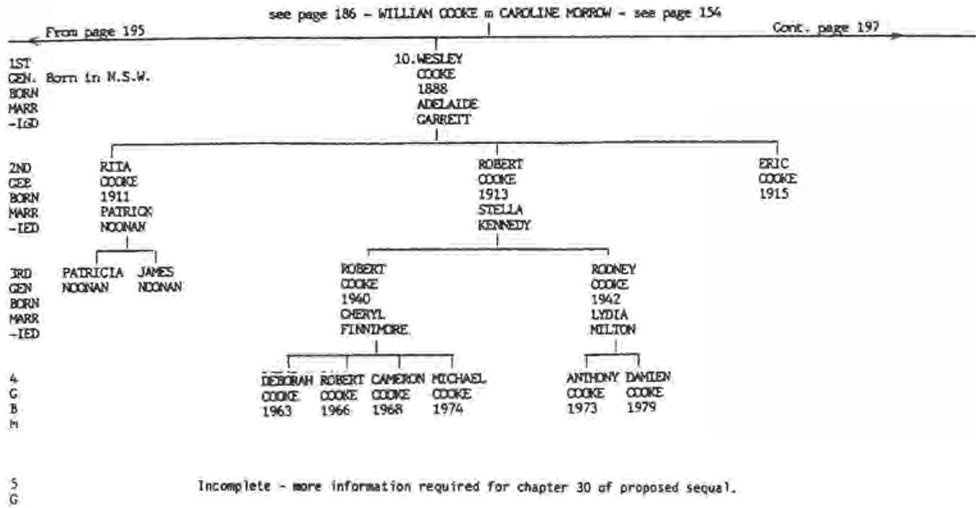 see page 186 - WILLIAM COOKE m CAROLINE MORROW - see page 154
From page 195 Cont. page 197
1ST 10.WESLEY
GEN. Born in N.S.W. COOKE
BORN 1888
MARR ADELAIDE
-IGD GARRETT
2ND RITA ROBERT ERIC
GEE COOKE COOKE COOKE
BORN 1911 1913 1915
MARR PATRICK STELLA
-IED NOONAN KENNEDY
3RD PATRICIA JAMES ROBERT RODNEY
GEN NOONAN NOONAN COOKE COOKE
BORN 1940 1942
MARR CHERYL LYDIA
-IED FINNIMORE MILTON
4 DEBORAH ROBERT CAMERON MICHAEL ANTHONY DAMIEN
G COOKE COOKE COOKE COOKE COOKE COOKE
B 1963 1966 1968 1974 1973 1979
M
5 Incomplete - more information required for chapter 30 of proposed sequal.
G